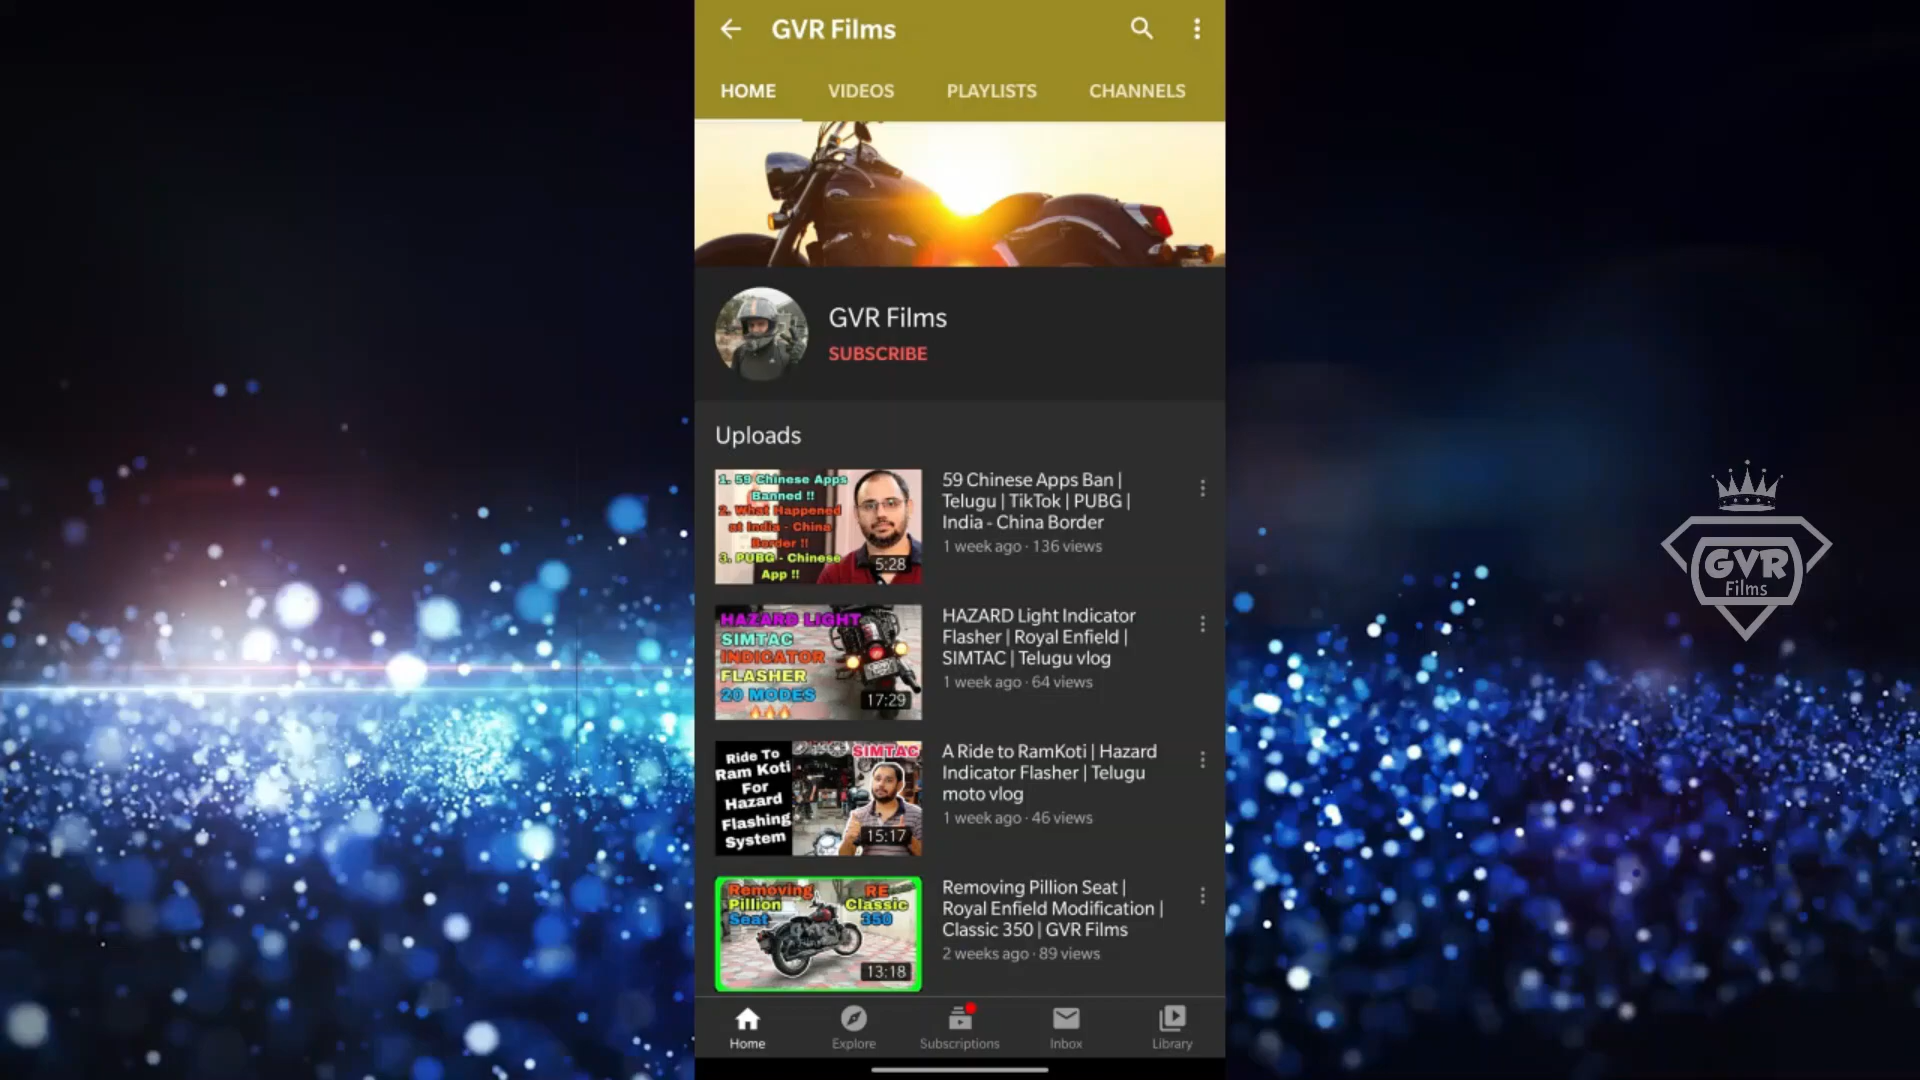 GVR Films
HOME VIDEOS PLAYLISTS CHANNELS
GVR Films
SUBSCRIBE
Uploads
1. 59 Chinese Apps
Banned !!
2. What Happened
at India - China
Border !!
3. PUBG - Chinese
App !!
5:28
59 Chinese Apps Ban |
Telugu | TikTok | PUBG |
India - China Border
1 week ago · 136 views
HAZARD LIGHT
SIMTAC
INDICATOR
FLASHER
20 MODES
17:29
HAZARD Light Indicator
Flasher | Royal Enfield |
SIMTAC | Telugu vlog
1 week ago · 64 views
Ride To
Ram Koti
For
Hazard
Flashing
System
SIMTAC
15:17
A Ride to RamKoti | Hazard
Indicator Flasher | Telugu
moto vlog
1 week ago · 46 views
Removing
Pillion
Seat
RE
Classic
350
GVR
13:18
Removing Pillion Seat |
Royal Enfield Modification |
Classic 350 | GVR Films
2 weeks ago · 89 views
Home Explore Subscriptions Inbox Library
GVR
Films